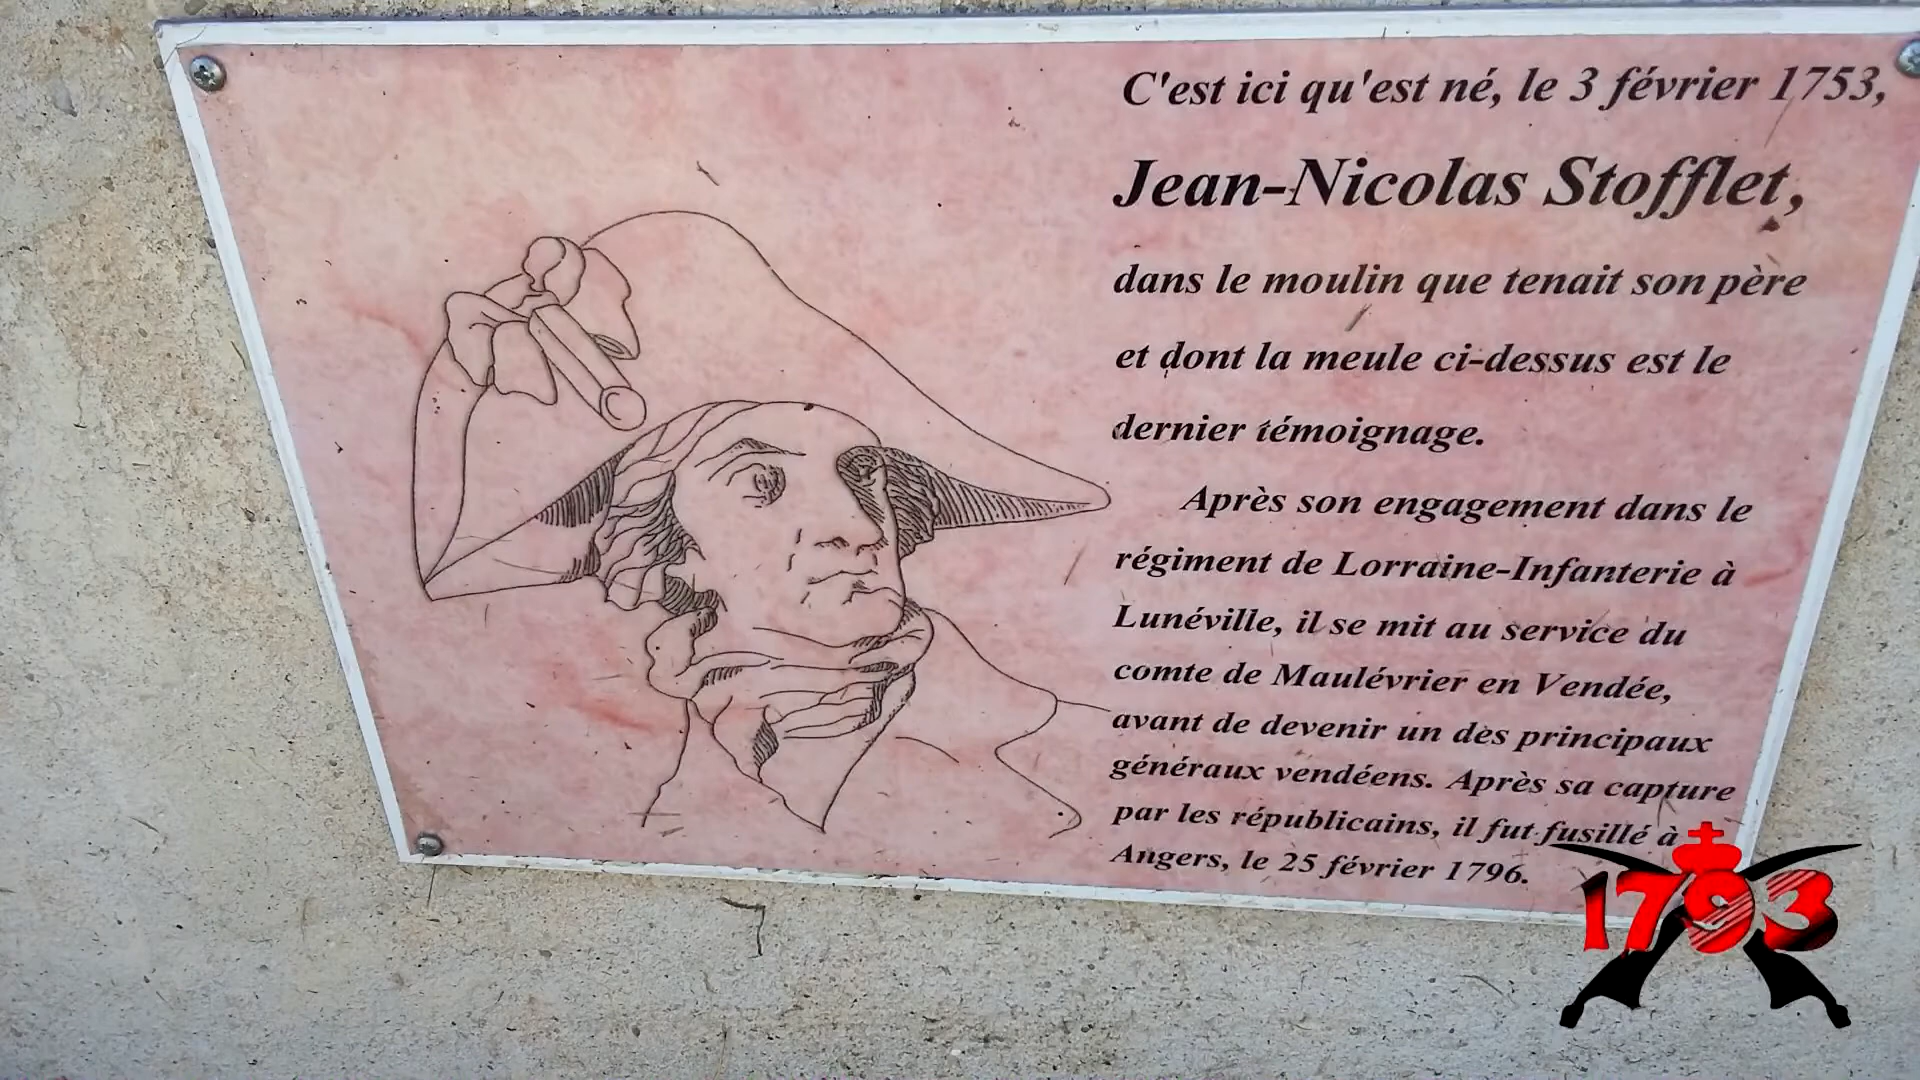 C'est ici qu'est né, le 3 février 1753,
Jean-Nicolas Stofflet,
dans le moulin que tenait son père
et dont la meule ci-dessus est le
dernier témoignage.
Après son engagement dans le
régiment de Lorraine-Infanterie à
Lunéville, il se mit au service du
comte de Maulévrier en Vendée,
avant de devenir un des principaux
généraux vendéens. Après sa capture
par les républicains, il fut fusillé à
Angers, le 25 février 1796.
1793